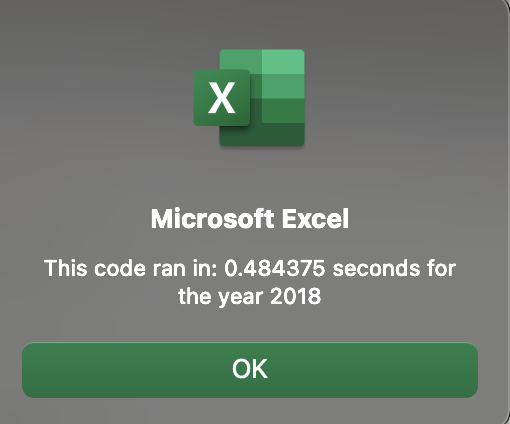 X
Microsoft Excel
This code ran in: 0.484375 seconds for
the year 2018
OK